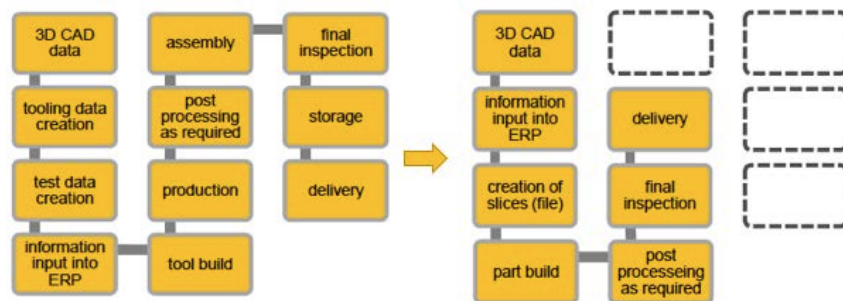 3D CAD
data
tooling data
creation
test data
creation
information
input into
ERP
tool build
production
post
processing
as required
assembly
final
inspection
storage
delivery
3D CAD
data
information
input into
ERP
creation of
slices (file)
part build
post
processeing
as required
final
inspection
delivery